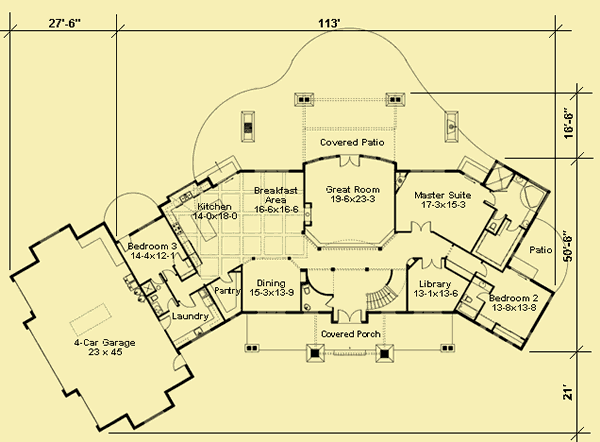 27'-6"
113'
16'-6"
Covered Patio
Kitchen
14-0x18-0
Breakfast
Area
16-6x16-6
Great Room
19-6x23-3
Master Suite
17-3x15-3
Patio
50'-6"
Bedroom 3
14-4x12-1
Pantry
Dining
15-3x13-9
Library
13-1x13-6
Bedroom 2
13-8x13-8
Laundry
Covered Porch
4-Car Garage
23 x 45
21'